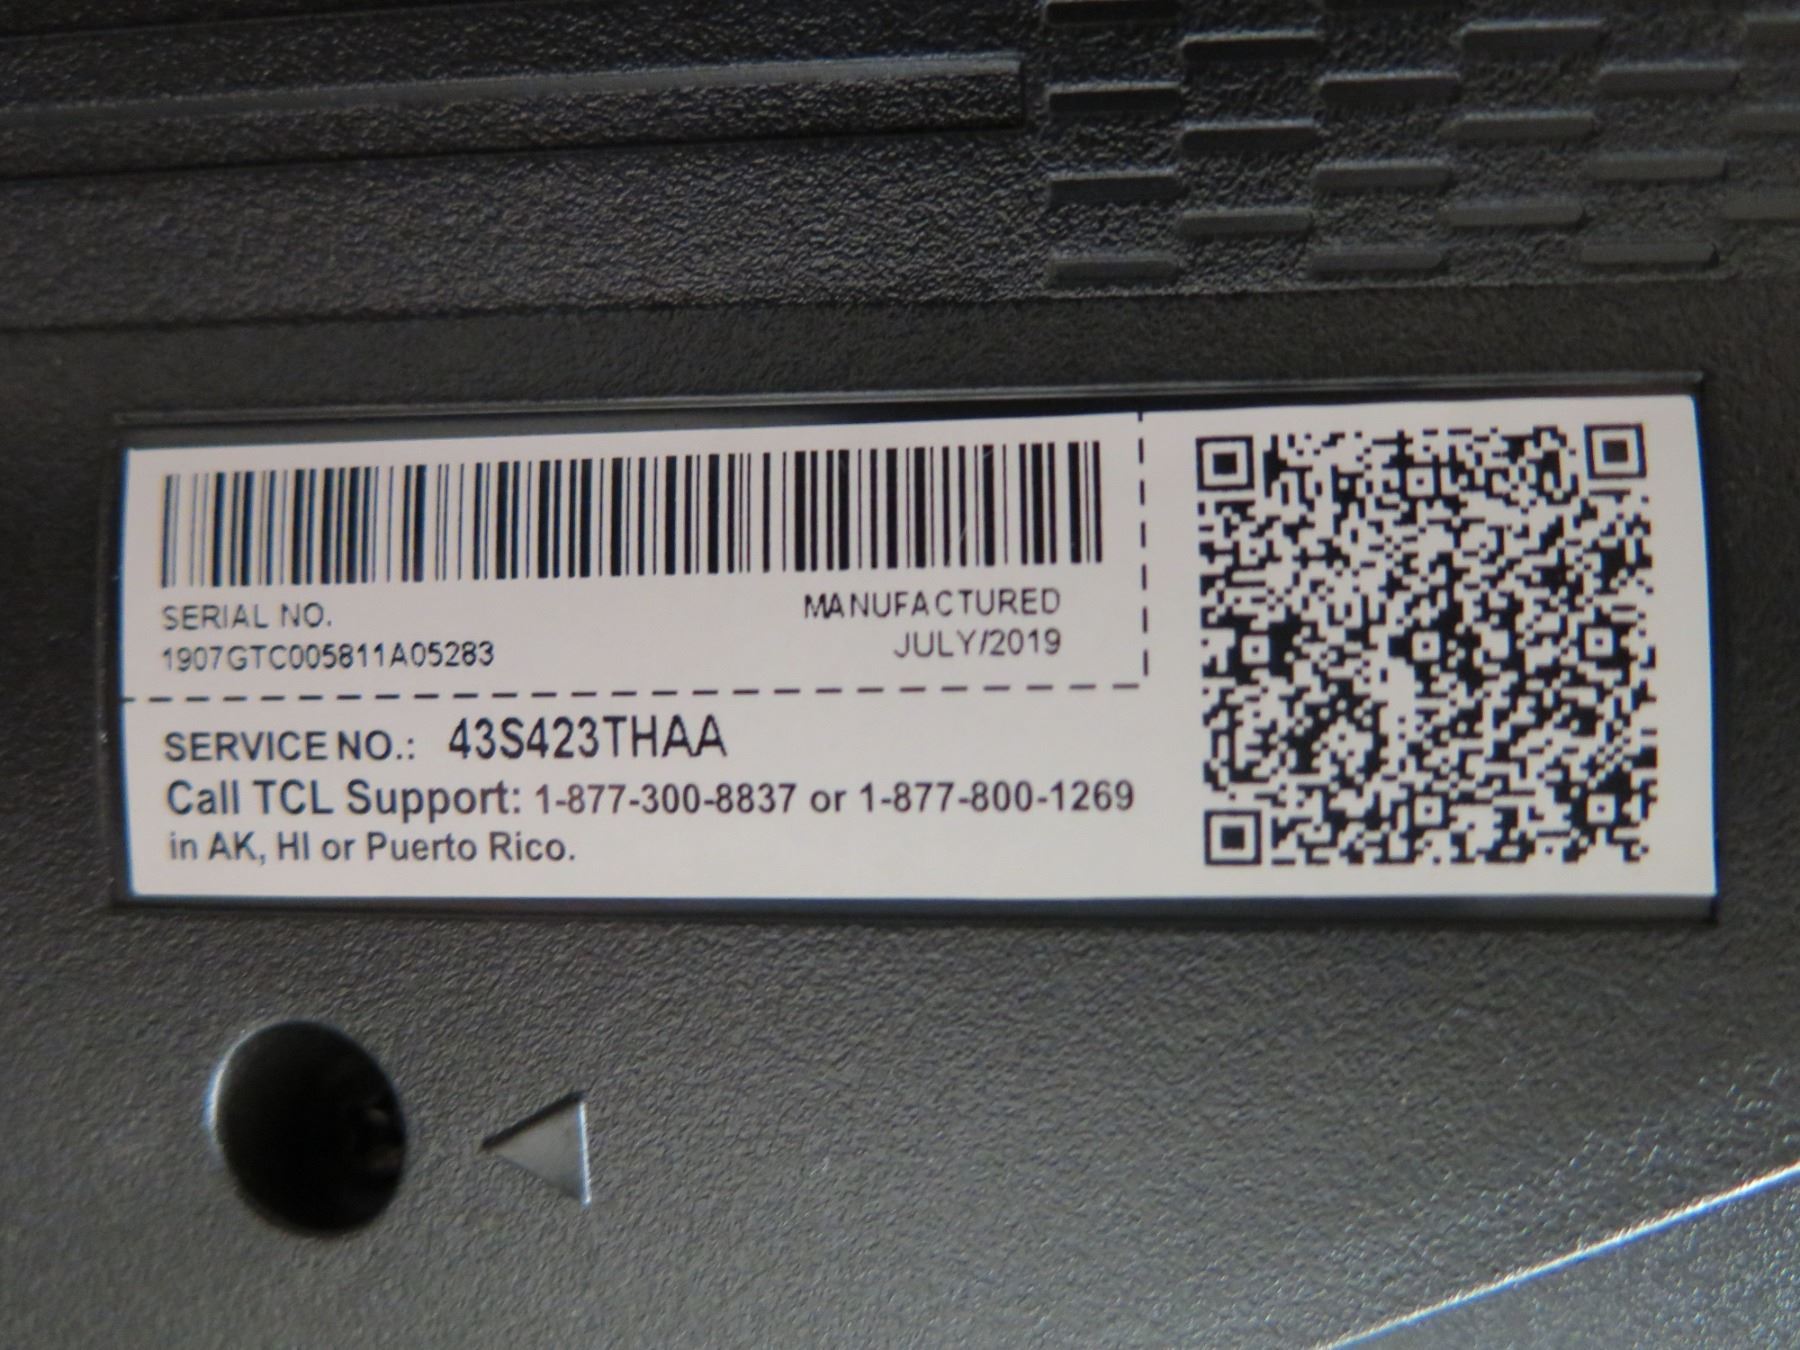 SERIAL NO.
1907GTC005811A05283
MANUFACTURED
JULY/2019
SERVICE NO.: 43S423THAA
Call TCL Support: 1-877-300-8837 or 1-877-800-1269
in AK, HI or Puerto Rico.